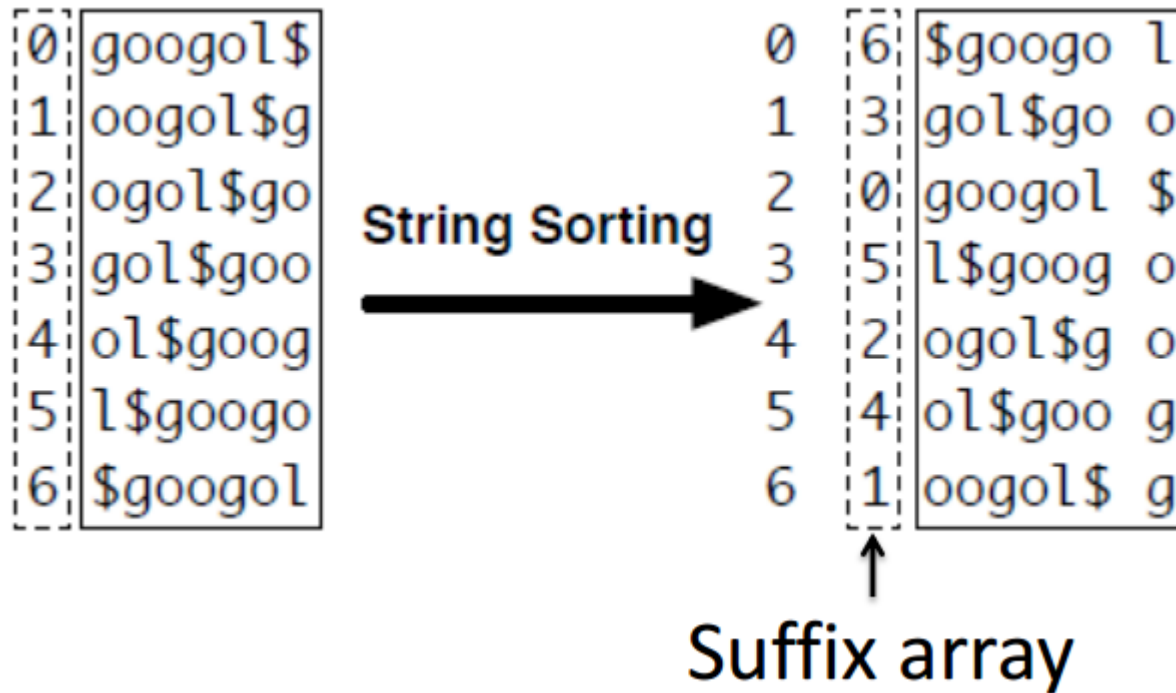 0 googol$ 0 6 $googo l
1 oogol$g 1 3 gol$go o
2 ogol$go 2 0 googol $
String Sorting
3 gol$goo 3 5 l$goog o
4 ol$goog 4 2 ogol$g o
5 l$googo 5 4 ol$goo g
6 $googol 6 1 oogol$ g
Suffix array